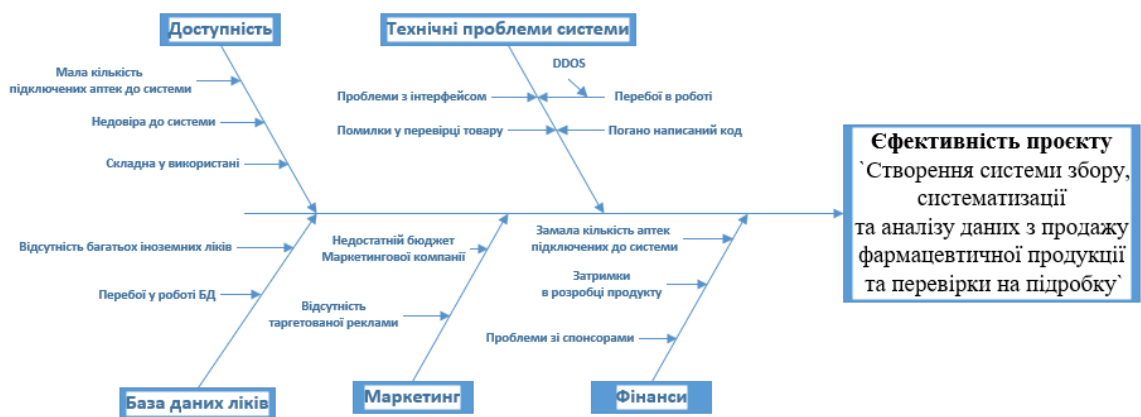 Доступність
Технічні проблеми системи
Мала кількість
підключених аптек до системи
Недовіра до системи
Складна у використані
DDOS
Проблеми з інтерфейсом
Перебої в роботі
Помилки у перевірці товару
Погано написаний код
Єфективність проєкту
`Створення системи збору,
систематизації
та аналізу даних з продажу
фармацевтичної продукції
та перевірки на підробку`
Відсутність багатьох іноземних ліків
Перебої у роботі БД
Недостатній бюджет
Маркетингової компанії
Відсутність
таргетованої реклами
Замала кількість аптек
підключених до системи
Затримки
в розробці продукту
Проблеми зі спонсорами
База даних ліків
Маркетинг
Фінанси